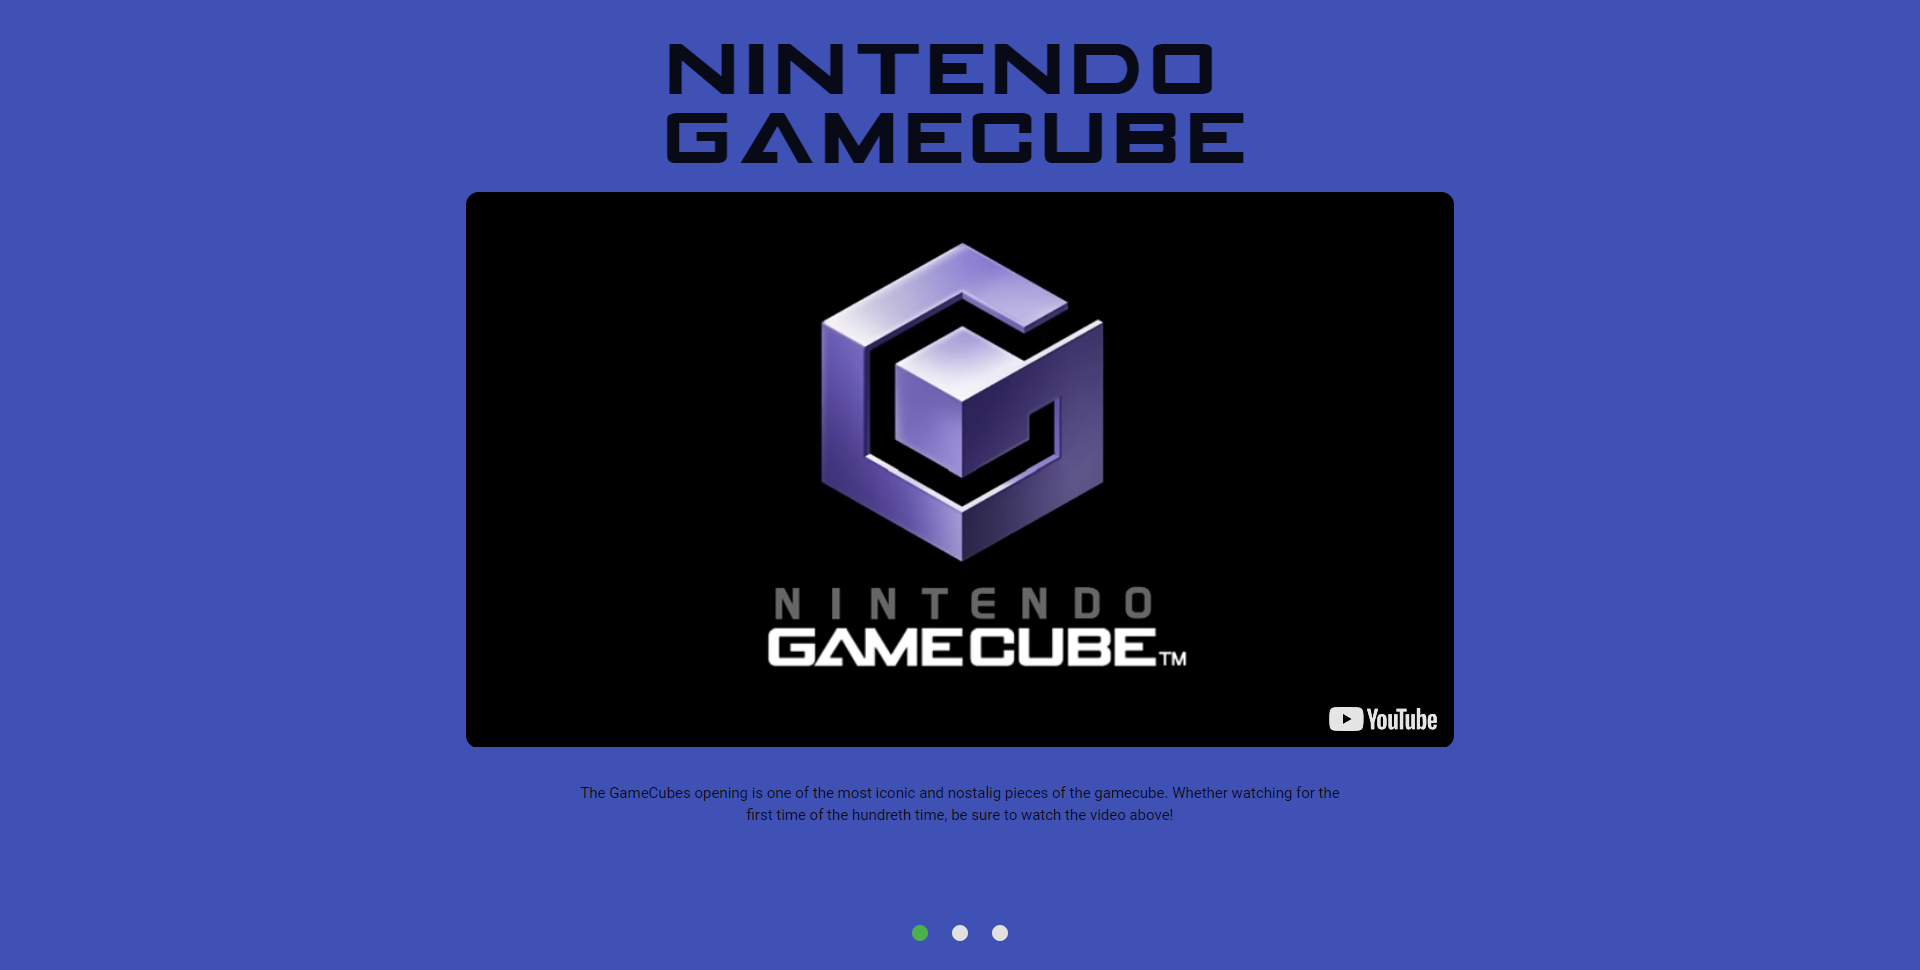 NINTENDO
GAMECUBE
NINTENDO
GAMECUBE™
YouTube
The GameCubes opening is one of the most iconic and nostalig pieces of the gamecube. Whether watching for the
first time of the hundreth time, be sure to watch the video above!